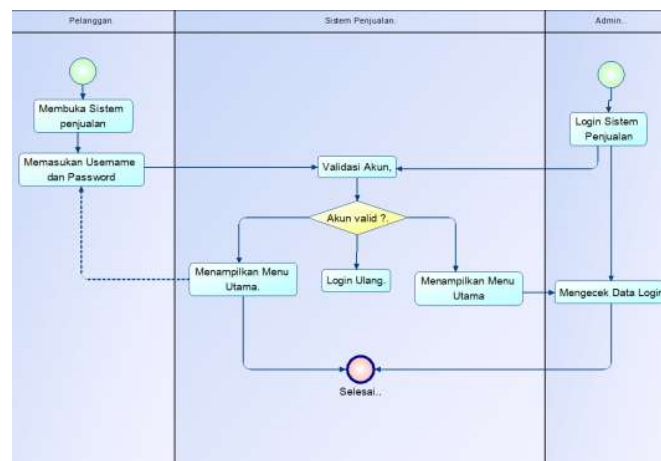 Pelanggan.
Sistem Penjualan.
Admin..
Membuka Sistem
penjualan
Login Sistem
Penjualan
Memasukan Username
dan Password
Validasi Akun,
Akun valid ?.
Menampilkan Menu
Utama.
Login Ulang.
Menampilkan Menu
Utama
Mengecek Data Login
Selesai..